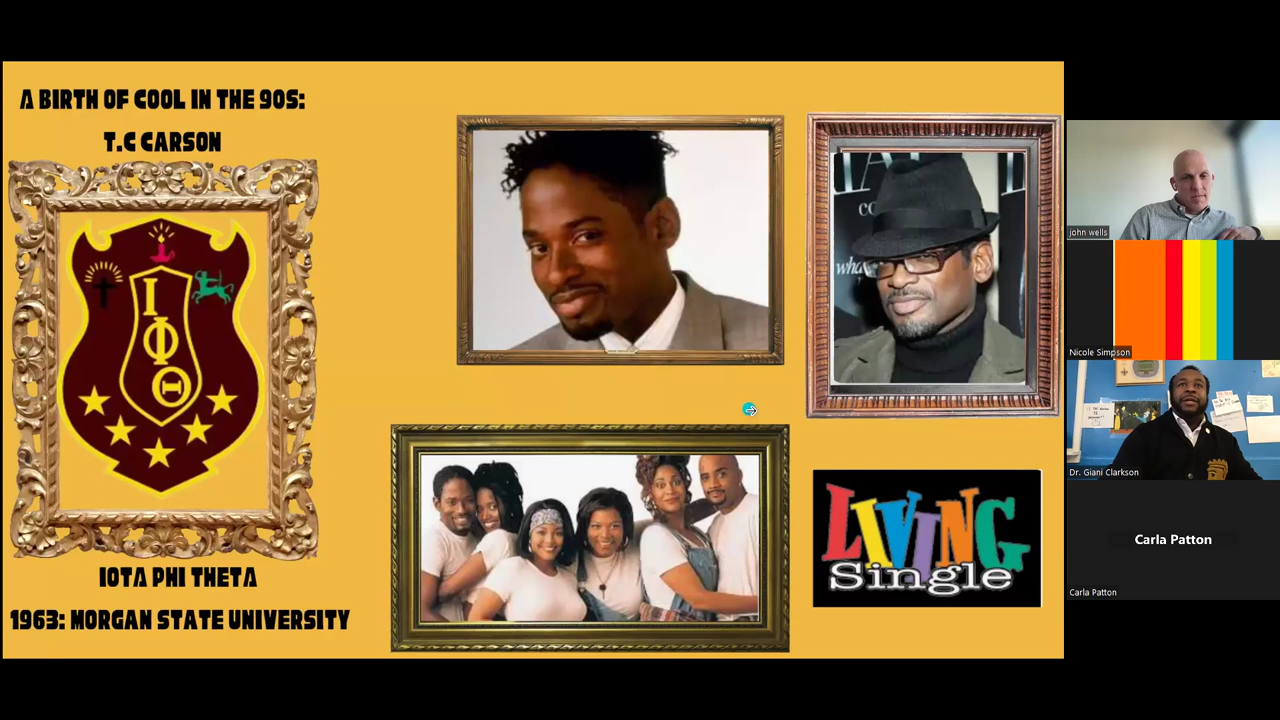 A BIRTH OF COOL IN THE 90S:
T.C CARSON
Ι
Φ
Θ
IOTA PHI THETA
1963: MORGAN STATE UNIVERSITY
LIVING
Single
john wells
Nicole Simpson
Dr. Giani Clarkson
Carla Patton
Carla Patton